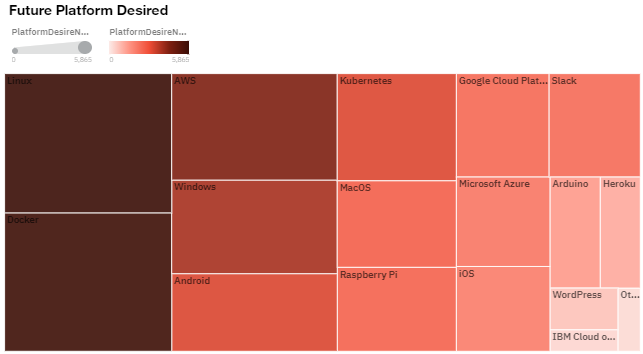 Future Platform Desired
PlatformDesireN... PlatformDesireN...
0 5,865 0 5,865
Linux AWS Kubernetes Google Cloud Plat... Slack
Microsoft Azure Arduino Heroku
Windows MacOS
Docker
iOS
Android Raspberry Pi
WordPress Ot...
IBM Cloud o...